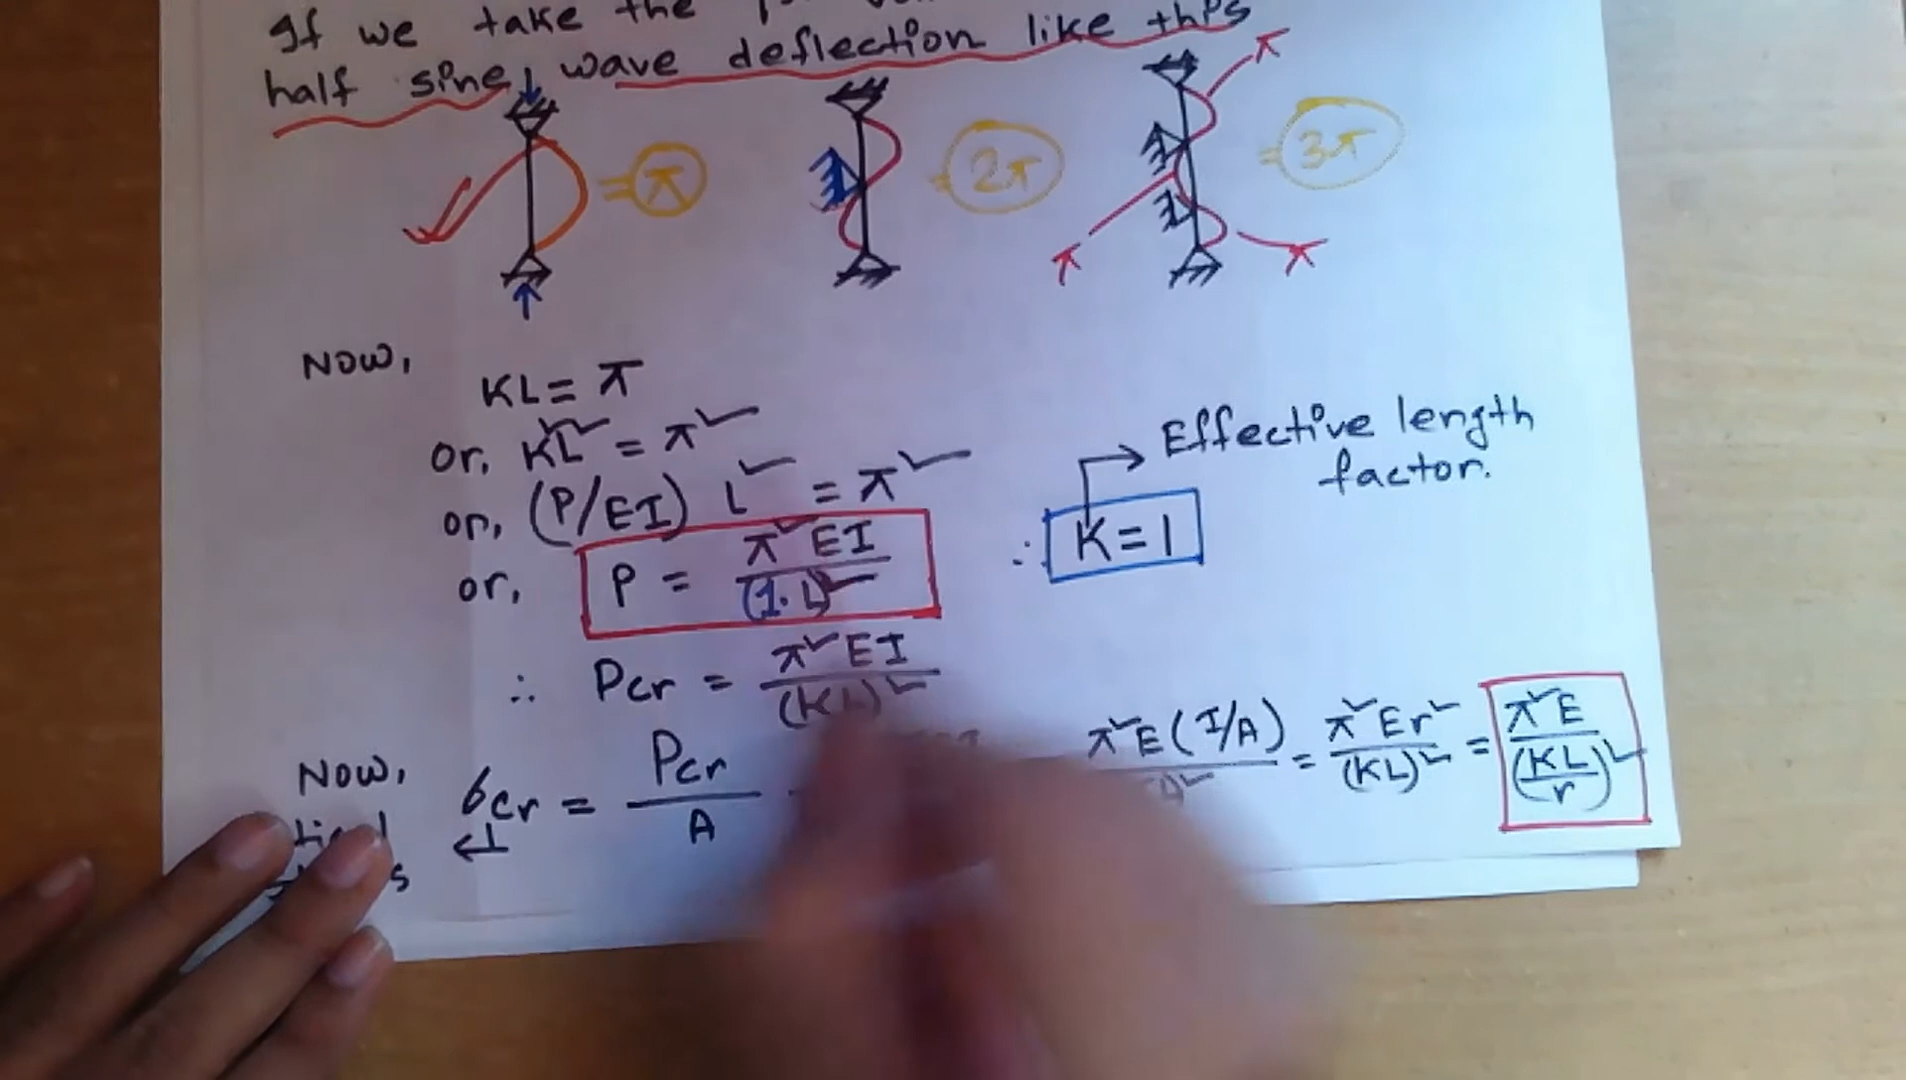 If we take the
half sine wave deflection like this
= π = 2π = 3π
π
π π
Now,
KL = π
or, K²L² = π²
or, (P/EI) L² = π²
→ Effective length
factor.
or, P = π²EI / (1.L)²
∴ K = 1
∴ Pcr = π²EI / (KL)²
Now, σcr = Pcr / A π²E (I/A) = π²Er² / (KL)² = π²E / (KL/r)²